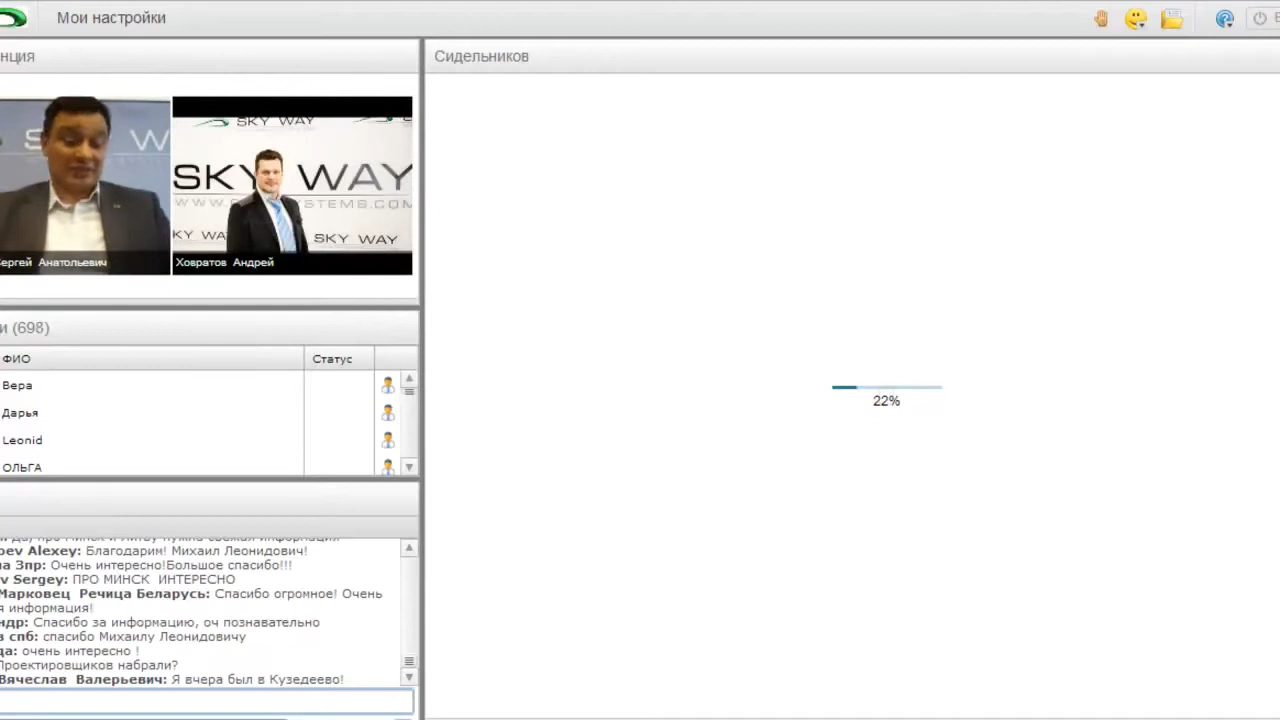 Мои настройки
нция
Сидельников
SKY WAY
SKY WAY
SKY WAY
SKY WAY
ергей Анатольевич
Ховратов Андрей
и (698)
ФИО
Статус
Вера
Дарья
Leonid
ОЛЬГА
22%
ev Alexey: Благодарим! Михаил Леонидович!
а Зпр: Очень интересно!Большое спасибо!!!
v Sergey: ПРО МИНСК ИНТЕРЕСНО
Марковец Речица Беларусь: Спасибо огромное! Очень
я информация!
ндр: Спасибо за информацию, оч познавательно
в спб: спасибо Михаилу Леонидовичу
да: очень интересно !
Проектировщиков набрали?
Вячеслав Валерьевич: Я вчера был в Кузедеево!